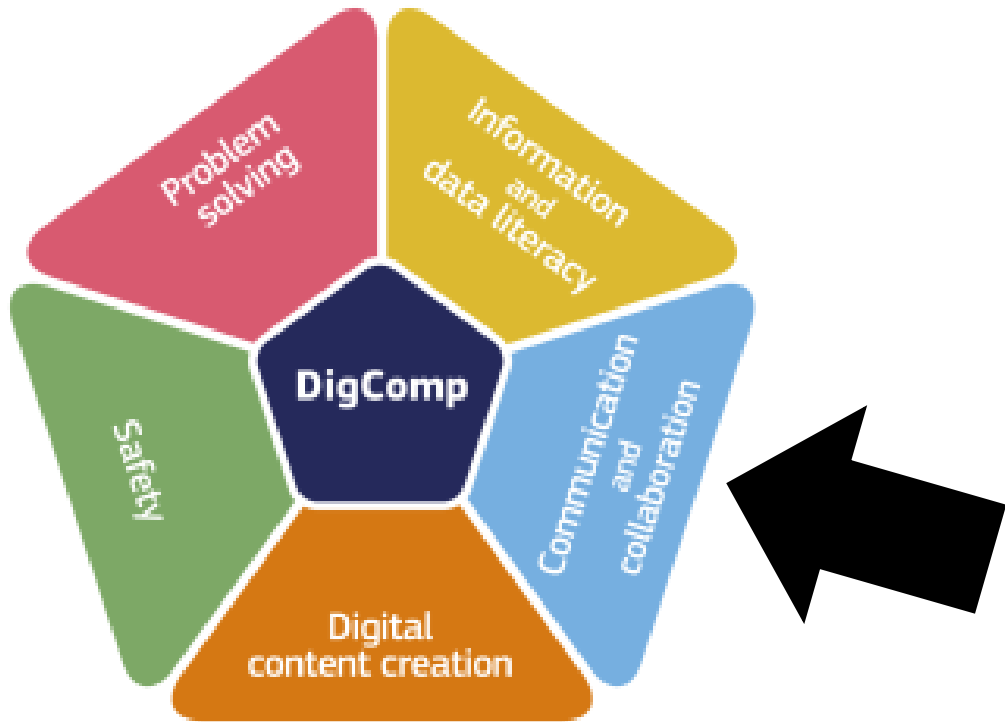 Problem
solving
Information
and
data literacy
DigComp
Safety
Communication
and
collaboration
Digital
content creation